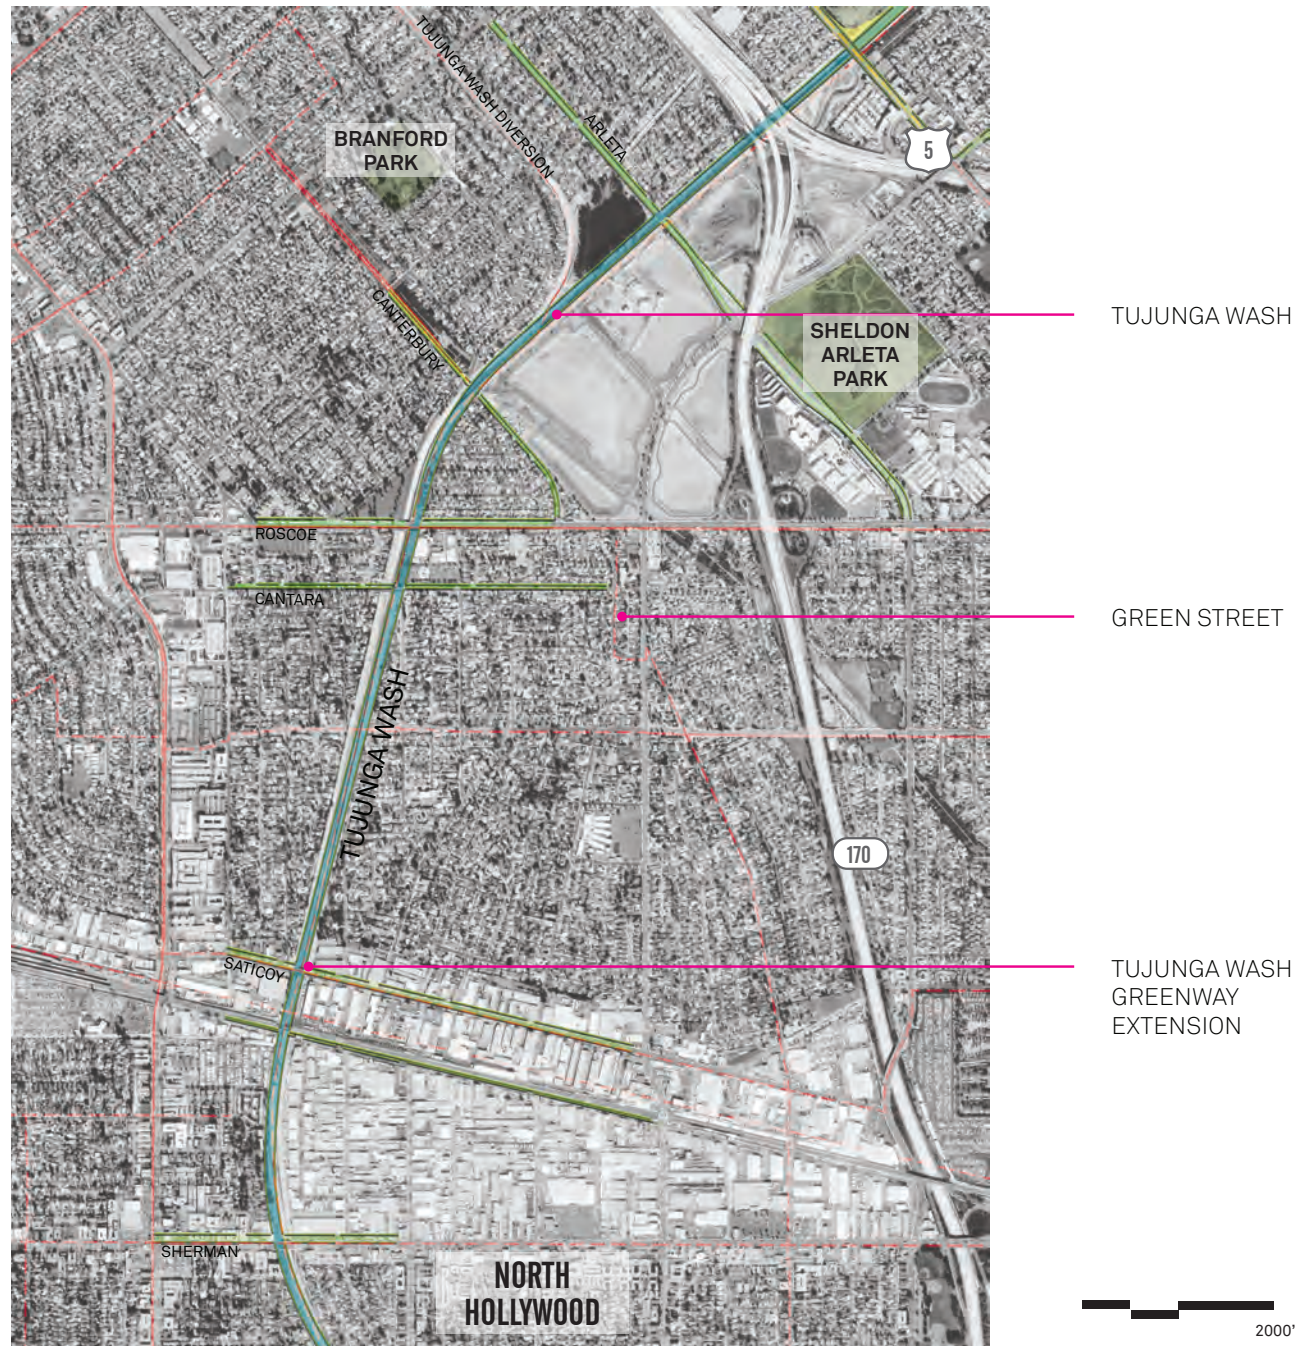 TUJUNGA WASH DIVERSION
ARLETA
BRANFORD
PARK
5
CANTERBURY
TUJUNGA WASH
SHELDON
ARLETA
PARK
ROSCOE
CANTARA
GREEN STREET
TUJUNGA WASH
170
SATICOY
TUJUNGA WASH
GREENWAY
EXTENSION
SHERMAN
NORTH
HOLLYWOOD
2000'